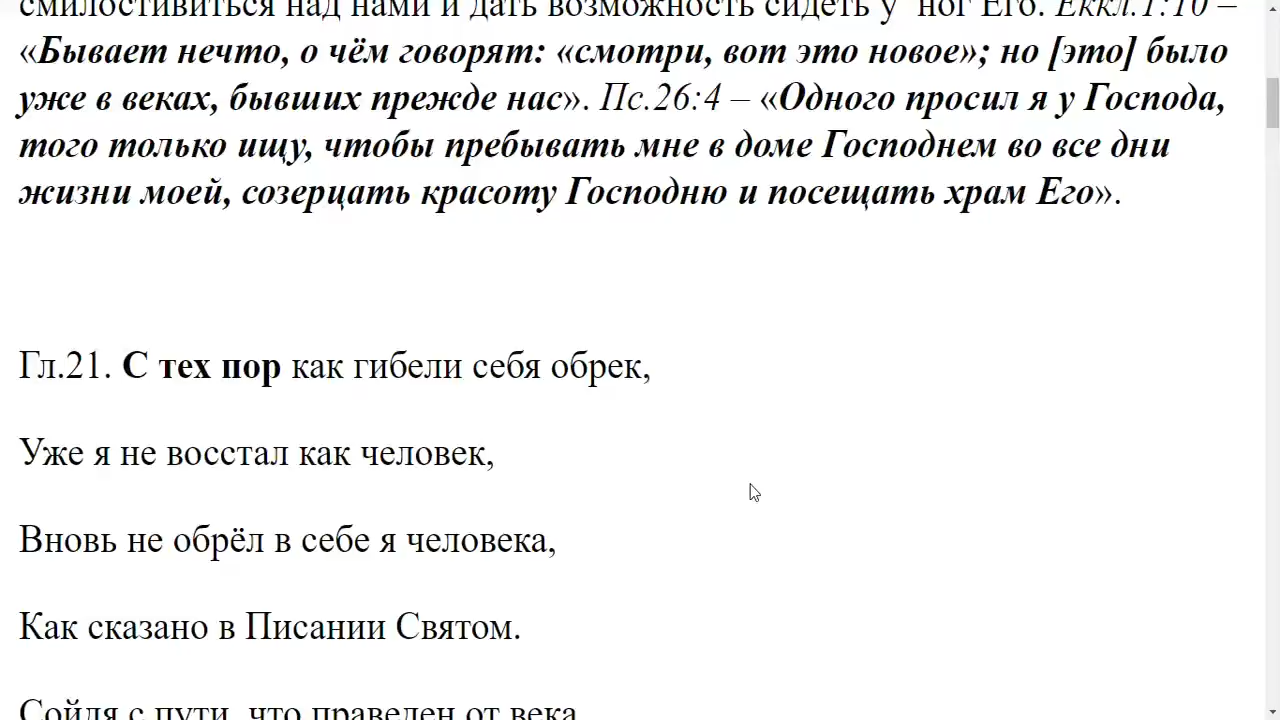 смилостивиться над нами и дать возможность сидеть у ног Его. Еккл.1:10 –
«Бывает нечто, о чём говорят: «смотри, вот это новое»; но [это] было
уже в веках, бывших прежде нас». Пс.26:4 – «Одного просил я у Господа,
того только ищу, чтобы пребывать мне в доме Господнем во все дни
жизни моей, созерцать красоту Господню и посещать храм Его».
Гл.21. С тех пор как гибели себя обрек,
Уже я не восстал как человек,
Вновь не обрёл в себе я человека,
Как сказано в Писании Святом.
Сойдя с пути, что праведен от века